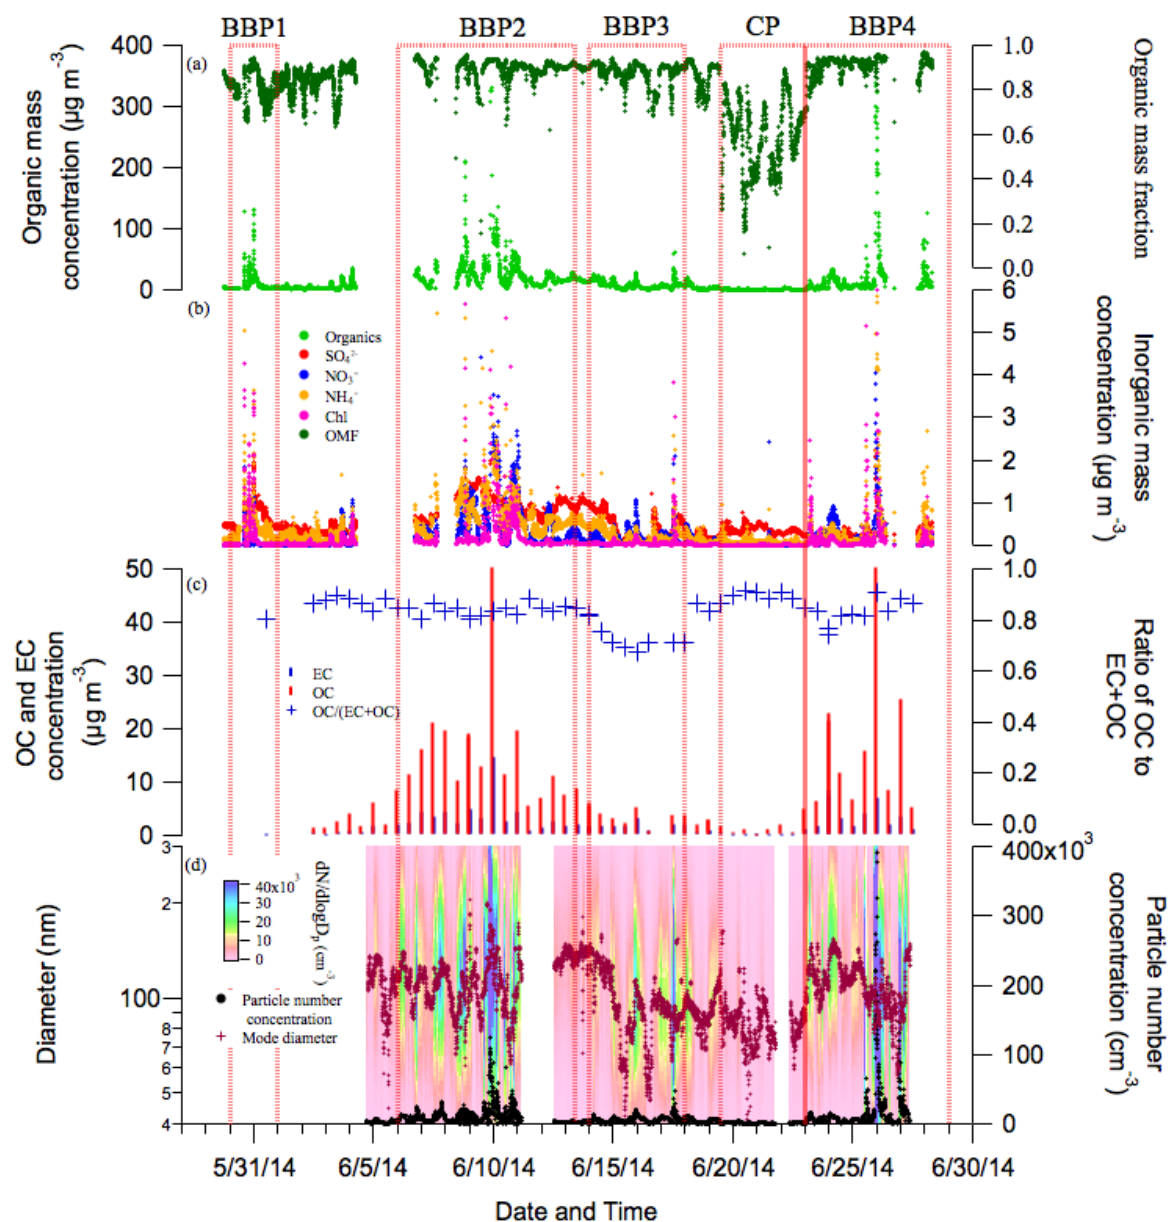 BBP1 BBP2 BBP3 CP BBP4
(a)
Organic mass
concentration (µg m⁻³)
400
300
200
100
0
1.0
0.8
0.6
0.4
0.2
0.0
Organic mass fraction
(b)
Organics
SO₄²⁻
NO₃⁻
NH₄⁺
Chl
OMF
6
5
4
3
2
1
0
Inorganic mass
concentration (µg m⁻³)
(c)
OC and EC
concentration
(µg m⁻³)
50
40
30
20
10
0
EC
OC
OC/(EC+OC)
1.0
0.8
0.6
0.4
0.2
0.0
Ratio of OC to
EC+OC
(d)
Diameter (nm)
3
2
100
9
8
7
6
5
4
40x10³
30
20
10
0
dN/dlogDₚ (cm⁻³)
Particle number
concentration
Mode diameter
400x10³
300
200
100
0
Particle number
concentration (cm⁻³)
5/31/14 6/5/14 6/10/14 6/15/14 6/20/14 6/25/14 6/30/14
Date and Time